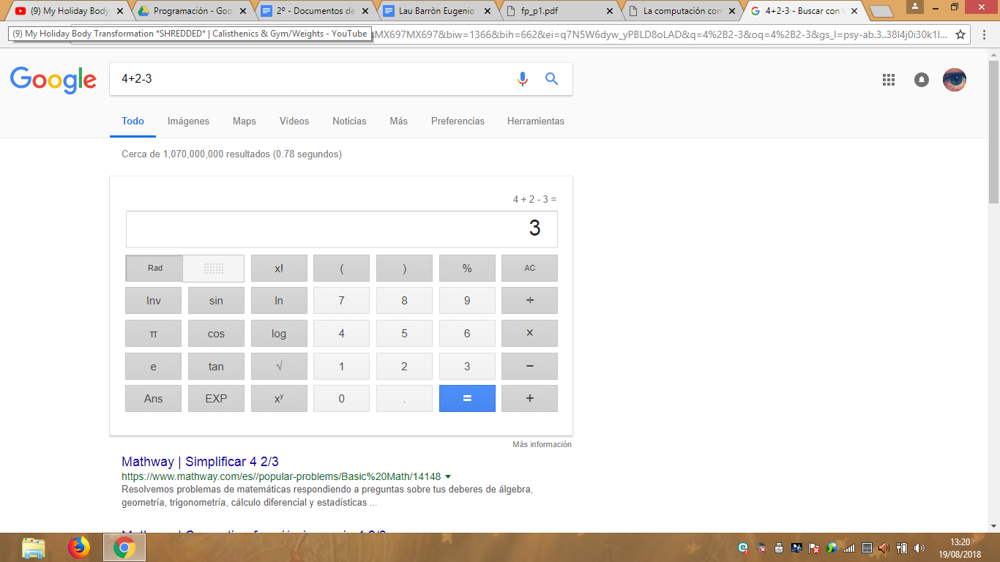 (9) My Holiday Body
Programación - Goo
2º - Documentos de
Lau Barròn Eugenio
fp_p1.pdf
La computación com
4+2-3 - Buscar con G
(9) My Holiday Body Transformation *SHREDDED* | Calisthenics & Gym/Weights - YouTube
MX697MX697&biw=1366&bih=662&ei=q7N5W6dyw_yPBLD8oLAD&q=4%2B2-3&oq=4%2B2-3&gs_l=psy-ab.3..38l4j0i30k1l...
Google
4+2-3
Todo Imágenes Maps Vídeos Noticias Más Preferencias Herramientas
Cerca de 1,070,000,000 resultados (0.78 segundos)
4 + 2 - 3 =
3
Rad x! ( ) % AC
Inv sin ln 7 8 9 ÷
π cos log 4 5 6 ×
e tan √ 1 2 3 −
Ans EXP xʸ 0 . = +
Más información
Mathway | Simplificar 4 2/3
https://www.mathway.com/es//popular-problems/Basic%20Math/14148
Resolvemos problemas de matemáticas respondiendo a preguntas sobre tus deberes de álgebra,
geometría, trigonometría, cálculo diferencial y estadísticas ...
13:20
19/08/2018